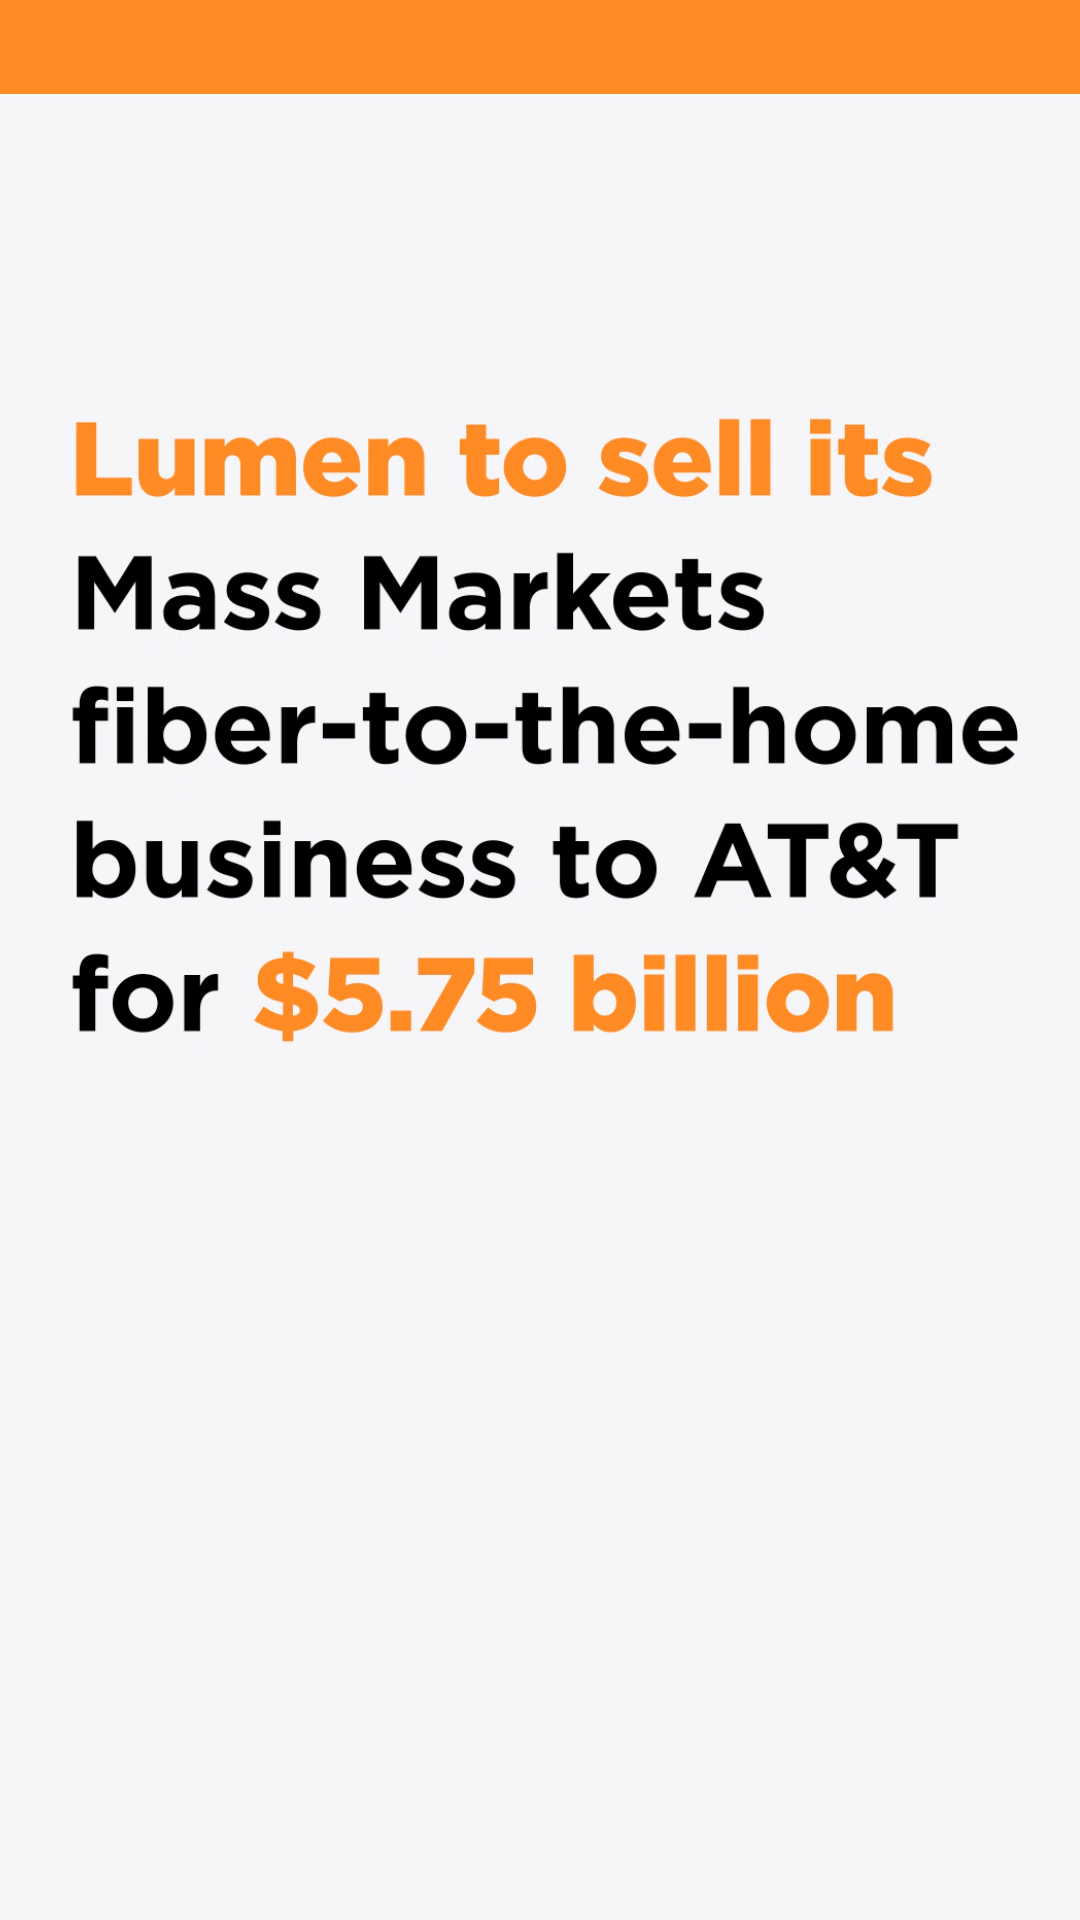 Lumen to sell its
Mass Markets
fiber-to-the-home
business to AT&T
for $5.75 billion